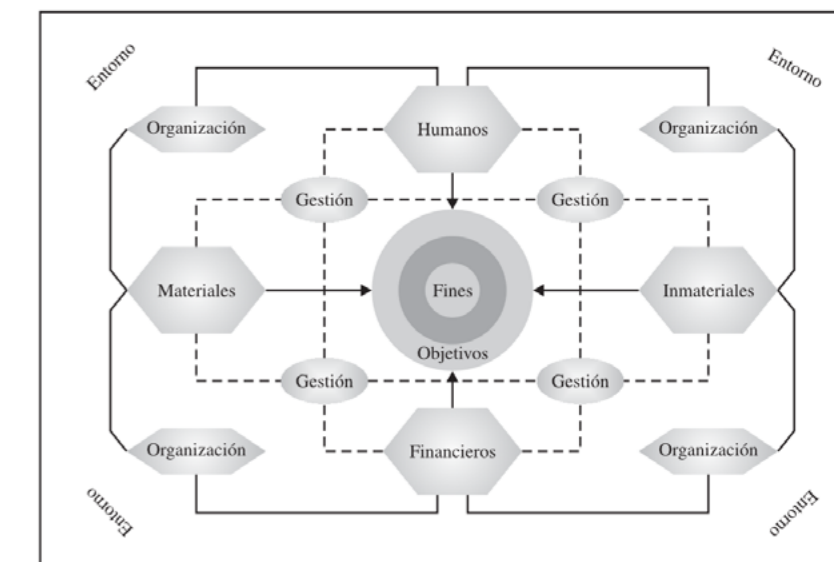 Entorno
Entorno
Organización
Humanos
Organización
Gestión
Gestión
Materiales
Fines
Inmateriales
Objetivos
Gestión
Gestión
Organización
Financieros
Organización
Entorno
Entorno